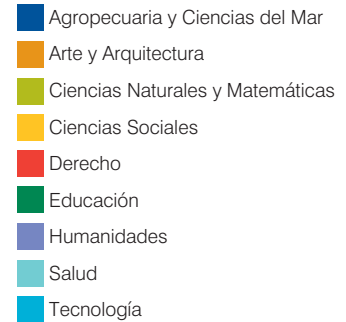 Agropecuaria y Ciencias del Mar
Arte y Arquitectura
Ciencias Naturales y Matemáticas
Ciencias Sociales
Derecho
Educación
Humanidades
Salud
Tecnología